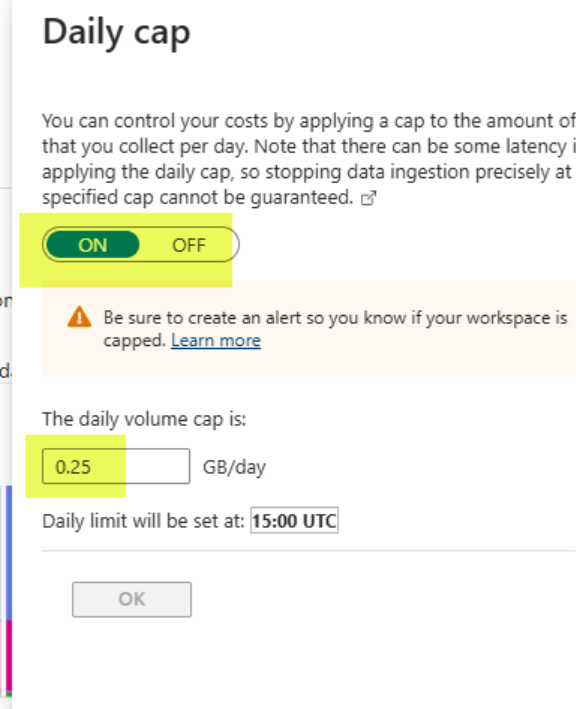 Daily cap
You can control your costs by applying a cap to the amount of
that you collect per day. Note that there can be some latency i
applying the daily cap, so stopping data ingestion precisely at
specified cap cannot be guaranteed.
ON OFF
Be sure to create an alert so you know if your workspace is
capped. Learn more
The daily volume cap is:
0.25 GB/day
Daily limit will be set at: 15:00 UTC
OK